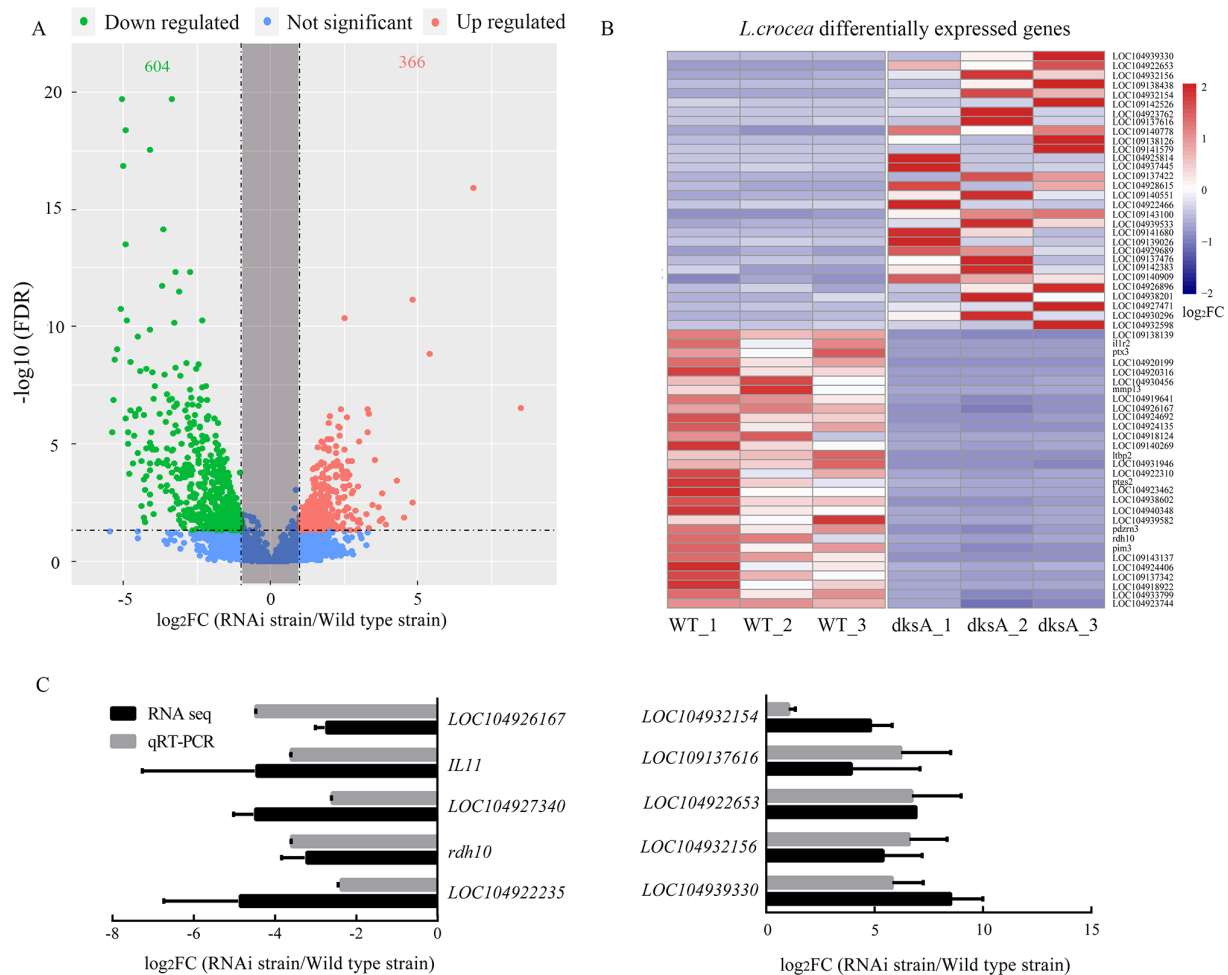 A
Down regulated
Not significant
Up regulated
604
366
20
15
10
5
0
-log10 (FDR)
-5
0
5
log2FC (RNAi strain/Wild type strain)
B
L.crocea differentially expressed genes
LOC104939330
LOC104922653
LOC104932156
LOC109138438
LOC104932154
LOC109142526
LOC104923762
LOC109137616
LOC109140778
LOC109138126
LOC109141579
LOC104925814
LOC104937445
LOC109137422
LOC104928615
LOC109140551
LOC104922466
LOC109143100
LOC104939533
LOC109141680
LOC109139026
LOC104929689
LOC109137476
LOC109142383
LOC109140909
LOC104926896
LOC104938201
LOC104927471
LOC104930296
LOC104932598
LOC109138139
il1r2
ptx3
LOC104920199
LOC104920316
LOC104930456
mmp13
LOC104919641
LOC104926167
LOC104924692
LOC104924135
LOC104918124
LOC109140269
ltbp2
LOC104931946
LOC104922310
ptgs2
LOC104923462
LOC104938602
LOC104940348
LOC104939582
pdzrn3
rdh10
pim3
LOC109143137
LOC104924406
LOC109137342
LOC104918922
LOC104933799
LOC104923744
2
1
0
−1
−2
log2FC
WT_1
WT_2
WT_3
dksA_1
dksA_2
dksA_3
C
RNA seq
qRT-PCR
LOC104926167
IL11
LOC104927340
rdh10
LOC104922235
-8
-6
-4
-2
0
log2FC (RNAi strain/Wild type strain)
LOC104932154
LOC109137616
LOC104922653
LOC104932156
LOC104939330
0
5
10
15
log2FC (RNAi strain/Wild type strain)